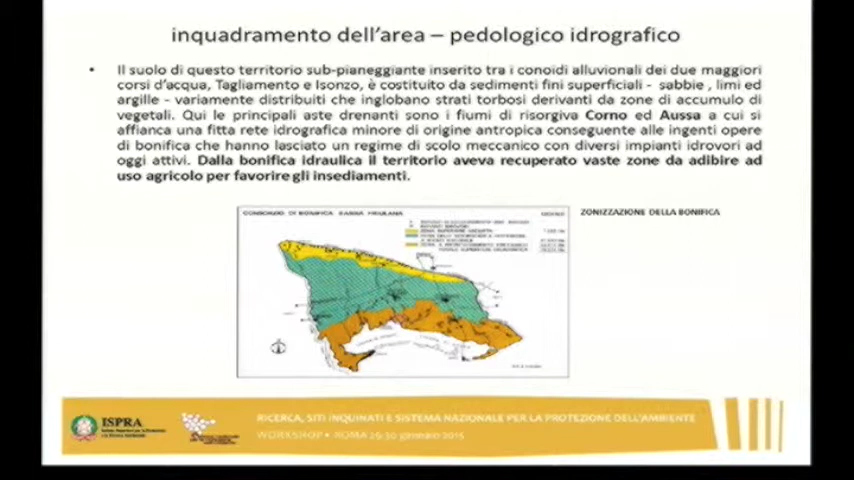 inquadramento dell'area – pedologico idrografico
• Il suolo di questo territorio sub-pianeggiante inserito tra i conoidi alluvionali dei due maggiori
corsi d'acqua, Tagliamento e Isonzo, è costituito da sedimenti fini superficiali - sabbie , limi ed
argille - variamente distribuiti che inglobano strati torbosi derivanti da zone di accumulo di
vegetali. Qui le principali aste drenanti sono i fiumi di risorgiva Corno ed Aussa a cui si
affianca una fitta rete idrografica minore di origine antropica conseguente alle ingenti opere
di bonifica che hanno lasciato un regime di scolo meccanico con diversi impianti idrovori ad
oggi attivi. Dalla bonifica idraulica il territorio aveva recuperato vaste zone da adibire ad
uso agricolo per favorire gli insediamenti.
CONSORZIO DI BONIFICA BASSA FRIULANA
ZONIZZAZIONE DELLA BONIFICA
ISPRA
RICERCA, SITI INQUINATI E SISTEMA NAZIONALE PER LA PROTEZIONE DELL'AMBIENTE
WORKSHOP • ROMA 29-30 gennaio 2015